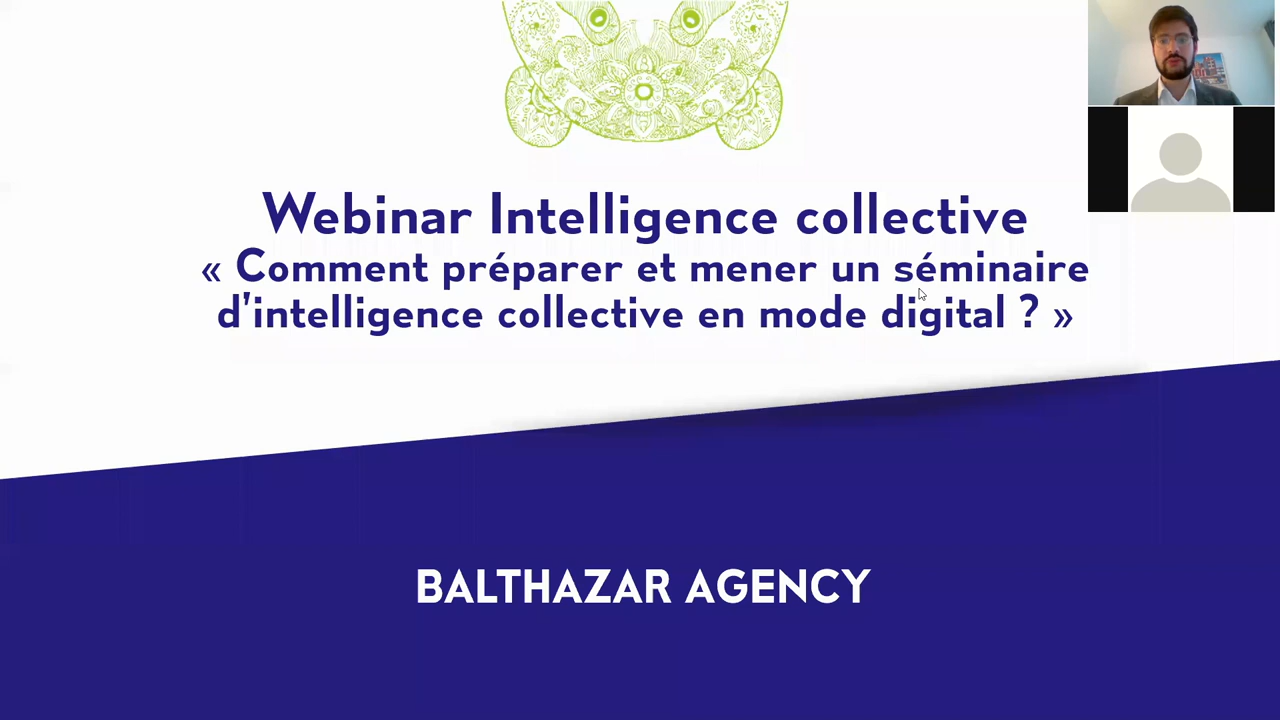 Webinar Intelligence collective
« Comment préparer et mener un séminaire
d'intelligence collective en mode digital ? »
BALTHAZAR AGENCY